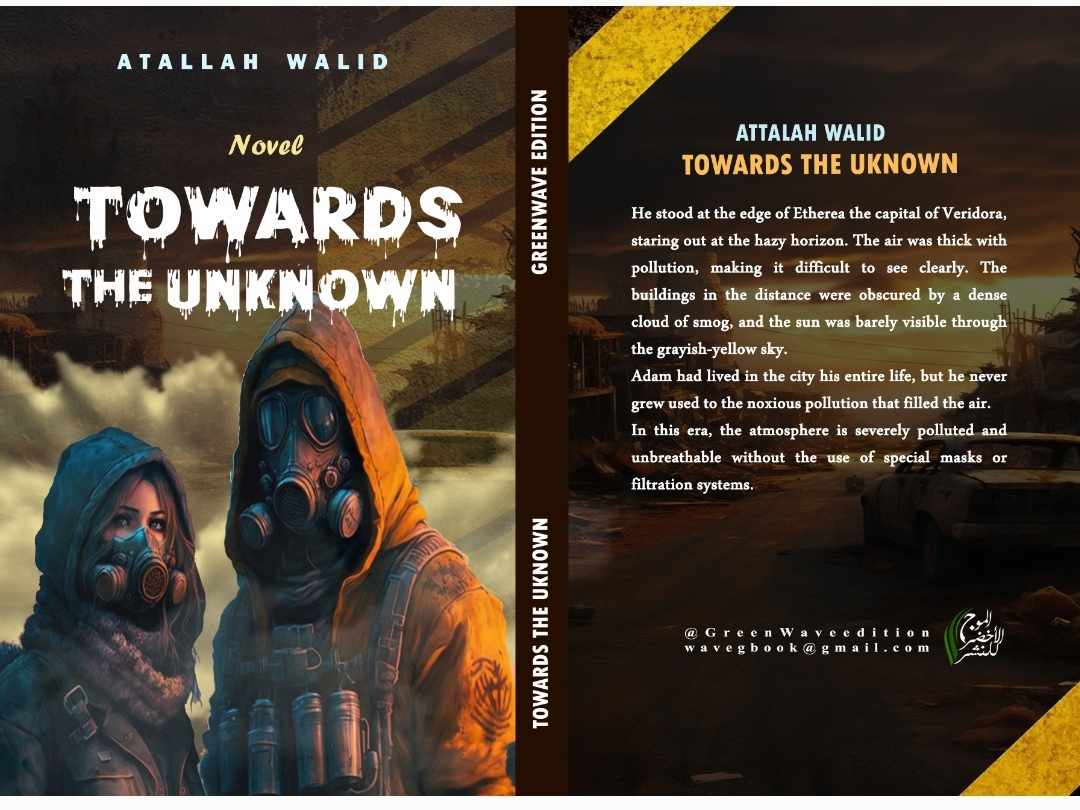 ATALLAH WALID
Novel
TOWARDS
THE UNKNOWN
GREENWAVE EDITION
TOWARDS THE UKNOWN
ATTALAH WALID
TOWARDS THE UKNOWN
He stood at the edge of Etherea the capital of Veridora,
staring out at the hazy horizon. The air was thick with
pollution, making it difficult to see clearly. The
buildings in the distance were obscured by a dense
cloud of smog, and the sun was barely visible through
the grayish-yellow sky.
Adam had lived in the city his entire life, but he never
grew used to the noxious pollution that filled the air.
In this era, the atmosphere is severely polluted and
unbreathable without the use of special masks or
filtration systems.
@GreenWaveedition
wavegbook@gmail.com
الموج
الأخضر
للنشر